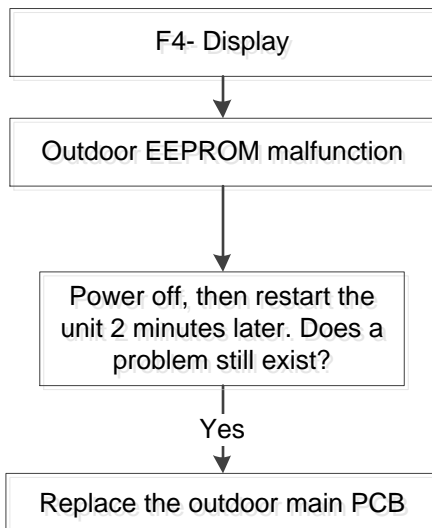 F4- Display
Outdoor EEPROM malfunction
Power off, then restart the
unit 2 minutes later. Does a
problem still exist?
Yes
Replace the outdoor main PCB